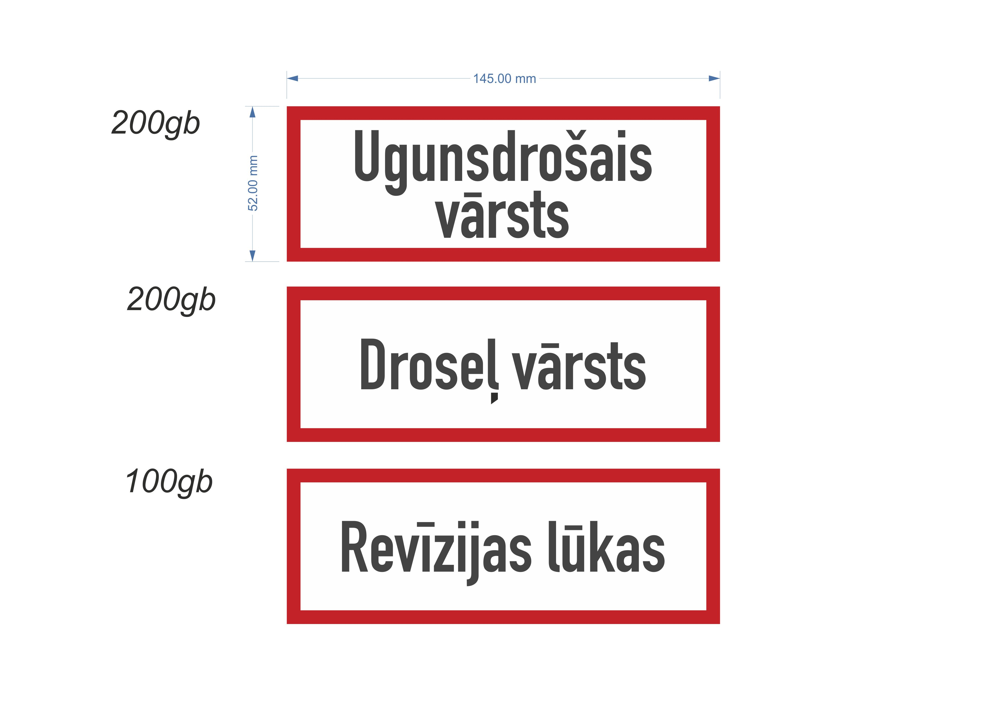 145.00 mm
200gb
52.00 mm
Ugunsdrošais
vārsts
200gb
Droseļ vārsts
100gb
Revīzijas lūkas